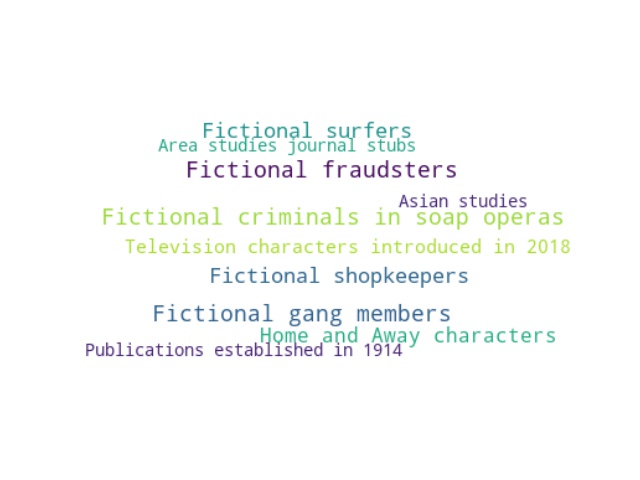 Fictional surfers
Area studies journal stubs
Fictional fraudsters
Asian studies
Fictional criminals in soap operas
Television characters introduced in 2018
Fictional shopkeepers
Fictional gang members
Home and Away characters
Publications established in 1914